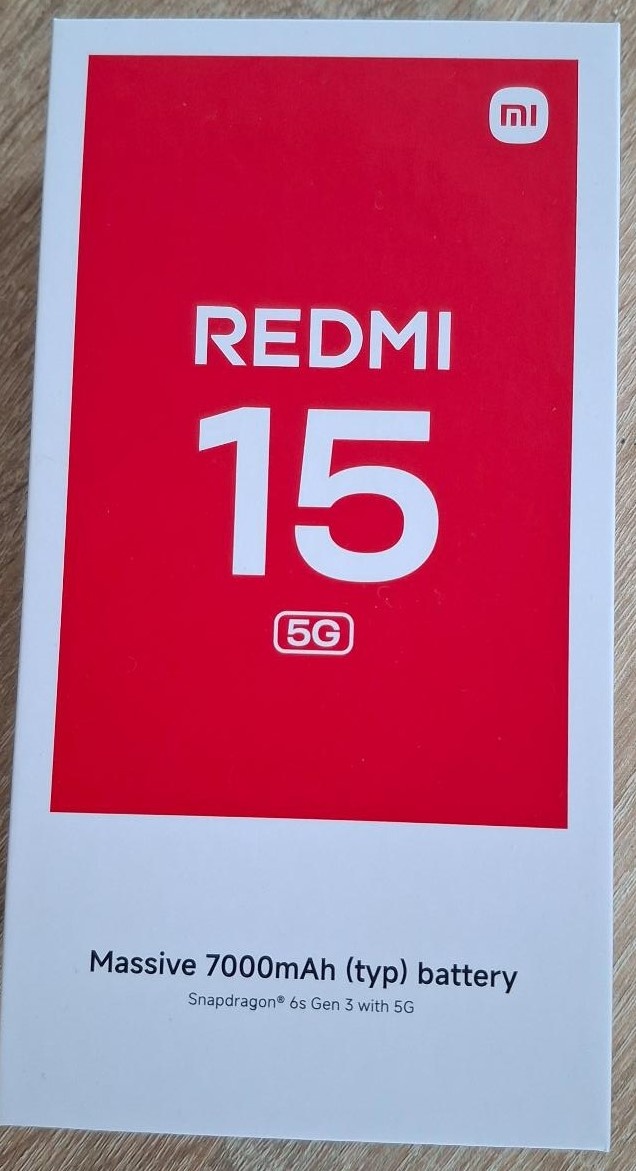 mi
REDMI
15
5G
Massive 7000mAh (typ) battery
Snapdragon® 6s Gen 3 with 5G